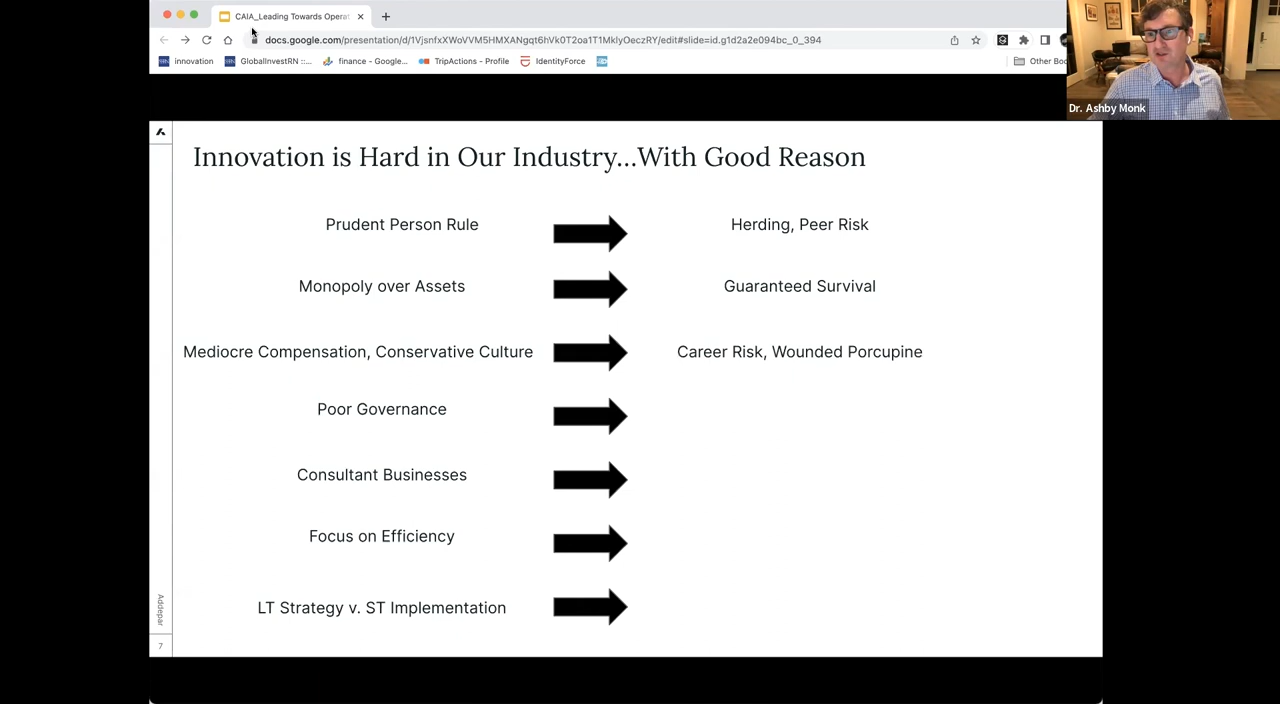 CAIA_Leading Towards Operat
docs.google.com/presentation/d/1VjsnfxXWoVVM5HMXANgqt6hVk0T2oa1T1MkIyOeczRY/edit#slide=id.g1d2a2e094bc_0_394
innovation
GlobalInvestRN ::...
finance - Google...
TripActions - Profile
IdentityForce
Other Boo
Dr. Ashby Monk
Innovation is Hard in Our Industry...With Good Reason
Prudent Person Rule
Herding, Peer Risk
Monopoly over Assets
Guaranteed Survival
Mediocre Compensation, Conservative Culture
Career Risk, Wounded Porcupine
Poor Governance
Consultant Businesses
Focus on Efficiency
LT Strategy v. ST Implementation
Addepar
7